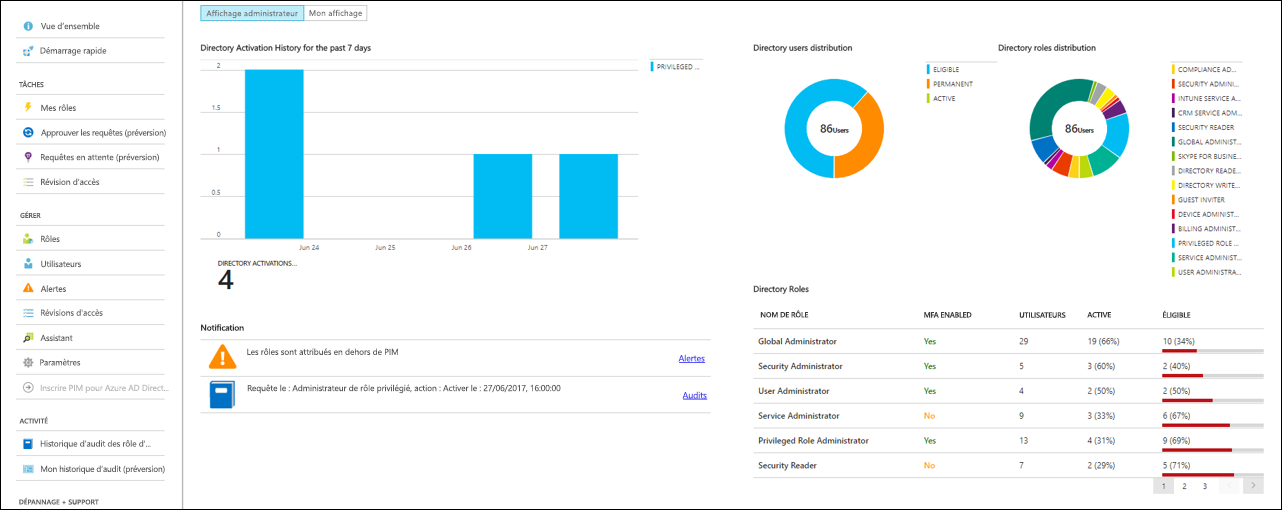 Vue d'ensemble
Démarrage rapide
TÂCHES
Mes rôles
Approuver les requêtes (préversion)
Requêtes en attente (préversion)
Révision d'accès
GÉRER
Rôles
Utilisateurs
Alertes
Révisions d'accès
Assistant
Paramètres
Inscrire PIM pour Azure AD Direct...
ACTIVITÉ
Historique d'audit des rôle d'...
Mon historique d'audit (préversion)
DÉPANNAGE + SUPPORT
Affichage administrateur Mon affichage
Directory Activation History for the past 7 days
2
1.5
1
0.5
0
Jun 24 Jun 25 Jun 26 Jun 27
PRIVILEGED ...
DIRECTORY ACTIVATIONS...
4
Notification
Les rôles sont attribués en dehors de PIM
Alertes
Requête le : Administrateur de rôle privilégié, action : Activer le : 27/06/2017, 16:00:00
Audits
Directory users distribution
86Users
ELIGIBLE
PERMANENT
ACTIVE
Directory roles distribution
86Users
COMPLIANCE AD...
SECURITY ADMINI...
INTUNE SERVICE A...
CRM SERVICE ADM...
SECURITY READER
GLOBAL ADMINIST...
SKYPE FOR BUSINE...
DIRECTORY READE...
DIRECTORY WRITE...
GUEST INVITER
DEVICE ADMINIST...
BILLING ADMINIST...
PRIVILEGED ROLE ...
SERVICE ADMINIST...
USER ADMINISTRA...
Directory Roles
NOM DE RÔLE MFA ENABLED UTILISATEURS ACTIVE ÉLIGIBLE
Global Administrator Yes 29 19 (66%) 10 (34%)
Security Administrator Yes 5 3 (60%) 2 (40%)
User Administrator Yes 4 2 (50%) 2 (50%)
Service Administrator No 9 3 (33%) 6 (67%)
Privileged Role Administrator Yes 13 4 (31%) 9 (69%)
Security Reader No 7 2 (29%) 5 (71%)
1 2 3